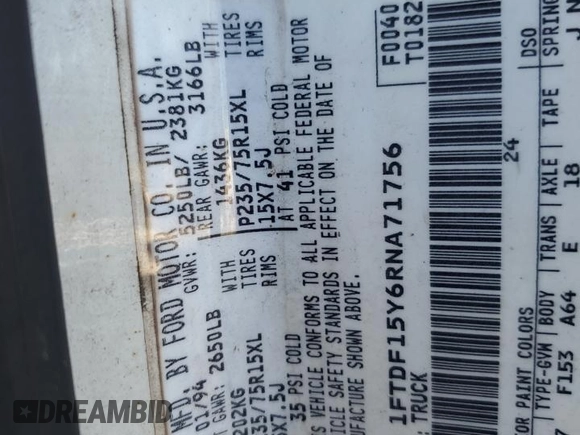 MFD. BY FORD MOTOR CO. IN U.S.A.
01/94 GVWR: 5250LB/ 2381KG
T GAWR: 2650LB REAR GAWR: 3166LB
202KG WITH 1436KG WITH
235/75R15XL TIRES P235/75R15XL TIRES
X7.5J RIMS 15X7.5J RIMS
35 PSI COLD AT 41 PSI COLD
S VEHICLE CONFORMS TO ALL APPLICABLE FEDERAL MOTOR
ICLE SAFETY STANDARDS IN EFFECT ON THE DATE OF
UFACTURE SHOWN ABOVE.
F0040
T0182
1FTDF15Y6RNA71756
TRUCK
24
OR PAINT COLORS DSO
TYPE-GVW BODY TRANS AXLE TAPE SPRING
F153 A64 E 18 J N
DREAMBID
DREAMBID.COM